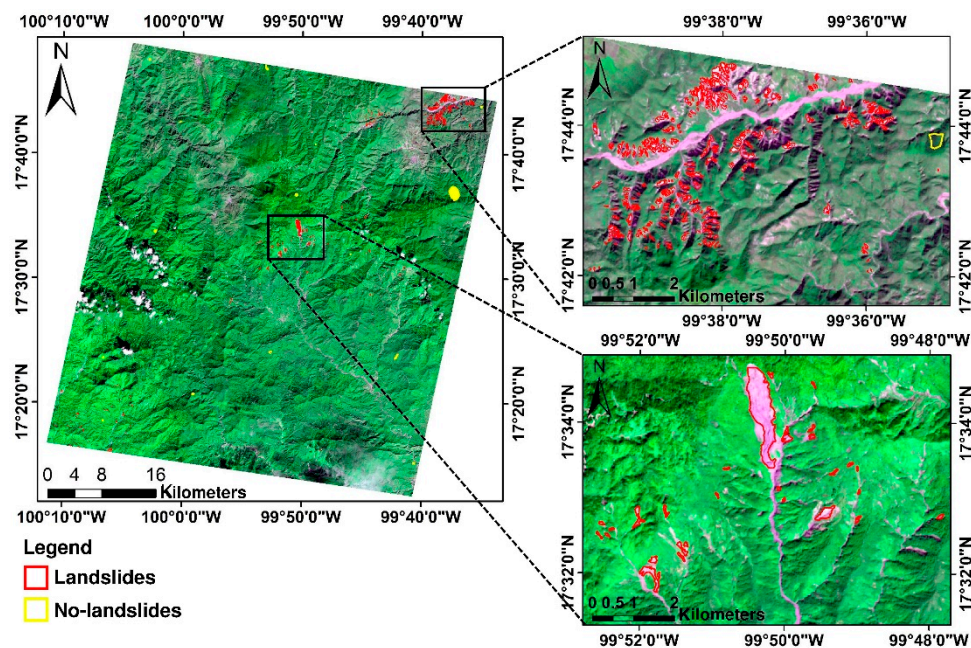 100°10'0"W 100°0'0"W 99°50'0"W 99°40'0"W
N
17°40'0"N
17°30'0"N
17°20'0"N
17°40'0"N
17°30'0"N
17°20'0"N
0 4 8 16
Kilometers
100°10'0"W 100°0'0"W 99°50'0"W 99°40'0"W
99°38'0"W 99°36'0"W
N
17°44'0"N
17°42'0"N
17°44'0"N
17°42'0"N
0 0.5 1 2
Kilometers
99°38'0"W 99°36'0"W
99°52'0"W 99°50'0"W 99°48'0"W
N
17°34'0"N
17°32'0"N
17°34'0"N
17°32'0"N
0 0.5 1 2
Kilometers
99°52'0"W 99°50'0"W 99°48'0"W
Legend
Landslides
No-landslides